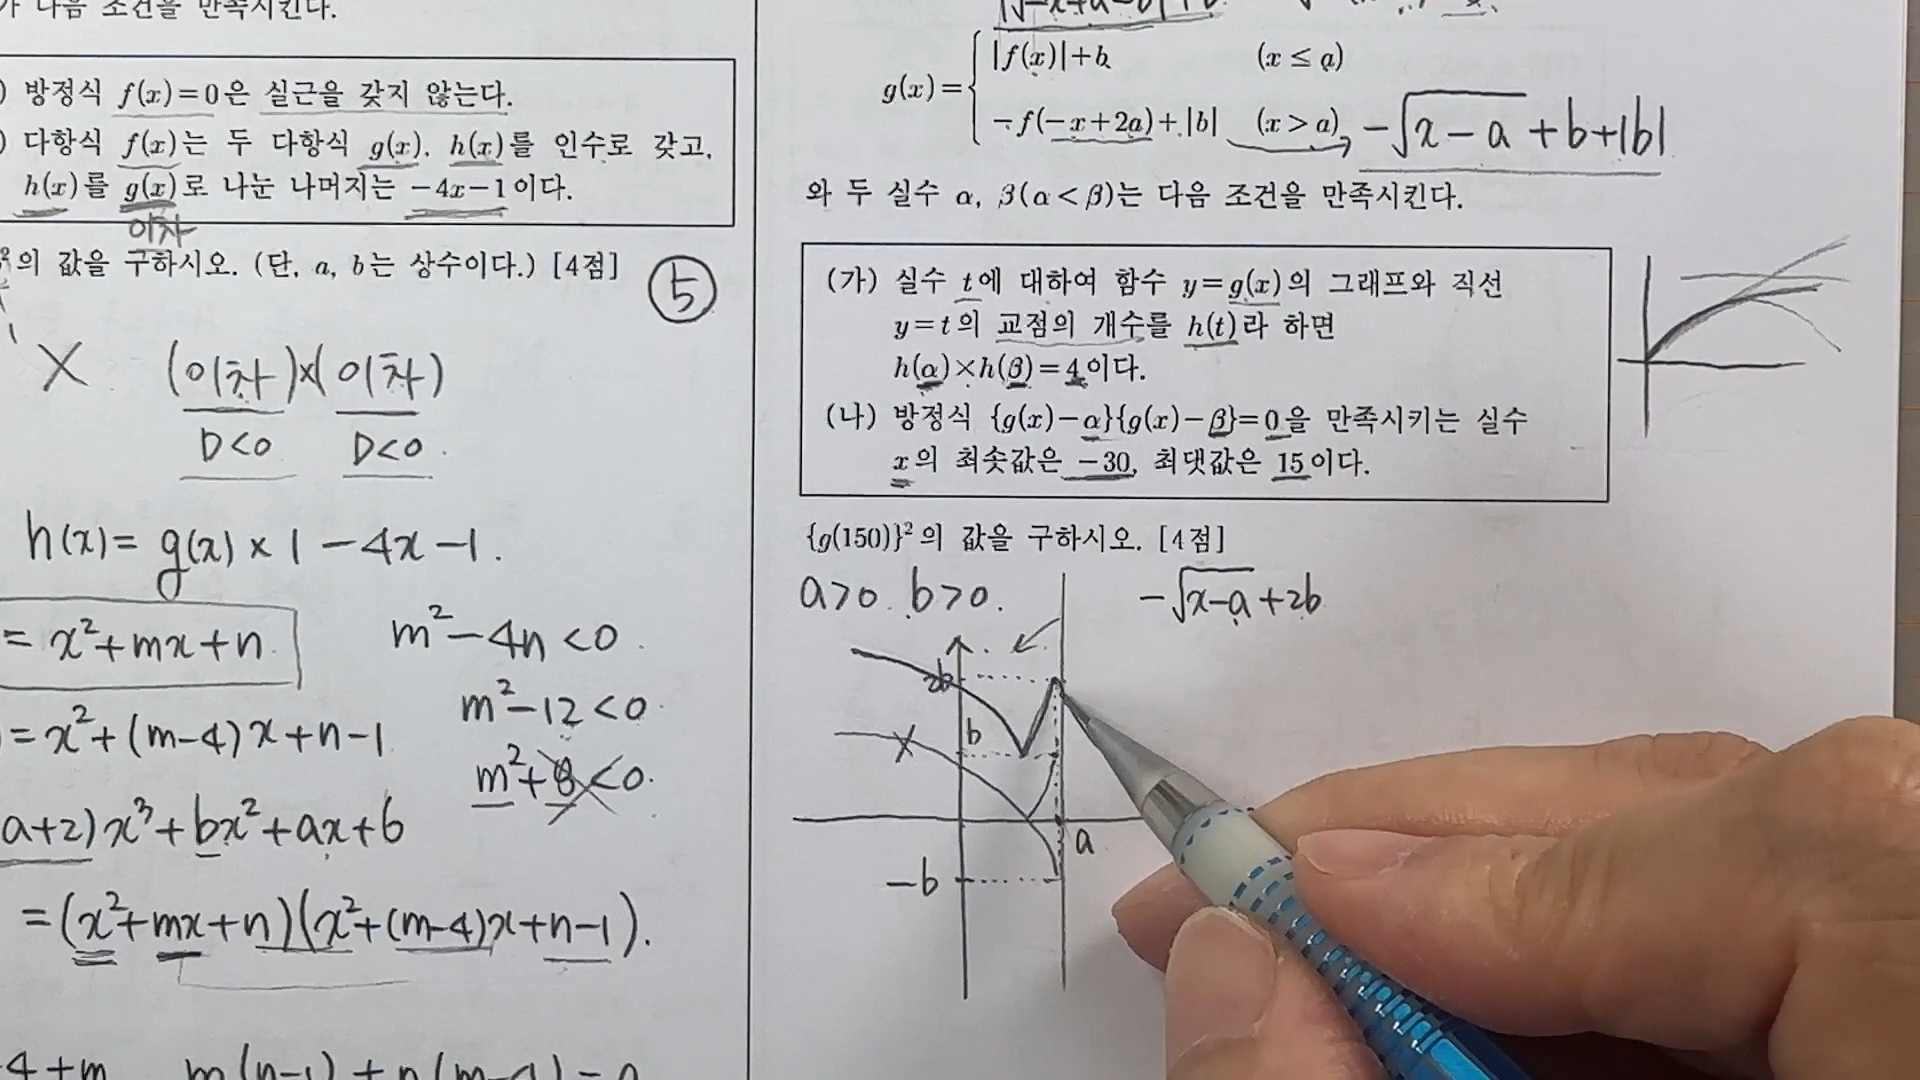 다음 조건을 만족시킨다.
) 방정식 f(x)=0은 실근을 갖지 않는다.
) 다항식 f(x)는 두 다항식 g(x), h(x)를 인수로 갖고,
h(x)를 g(x)로 나눈 나머지는 −4x−1이다.
이차
의 값을 구하시오. (단, a, b는 상수이다.) [4점]
⑤
X (이차)×(이차)
D<0 D<0.
h(x)= g(x)×1−4x−1.
= x²+mx+n
m²−4n<0.
m²−12<0.
=x²+(m−4)x+n−1
m²+8<0.
a+2)x³+bx²+ax+6
=(x²+mx+n)(x²+(m−4)x+n−1).
g(x)= |f(x)|+b (x≤a)
−f(−x+2a)+|b| (x>a) −√(x−a)+b+|b|
와 두 실수 α, β(α<β)는 다음 조건을 만족시킨다.
(가) 실수 t에 대하여 함수 y=g(x)의 그래프와 직선
y=t의 교점의 개수를 h(t)라 하면
h(α)×h(β)=4이다.
(나) 방정식 {g(x)−α}{g(x)−β}=0을 만족시키는 실수
x의 최솟값은 −30, 최댓값은 15이다.
{g(150)}²의 값을 구하시오. [4점]
a>0. b>0. −√(x−a)+2b
2b
b
X
a
−b